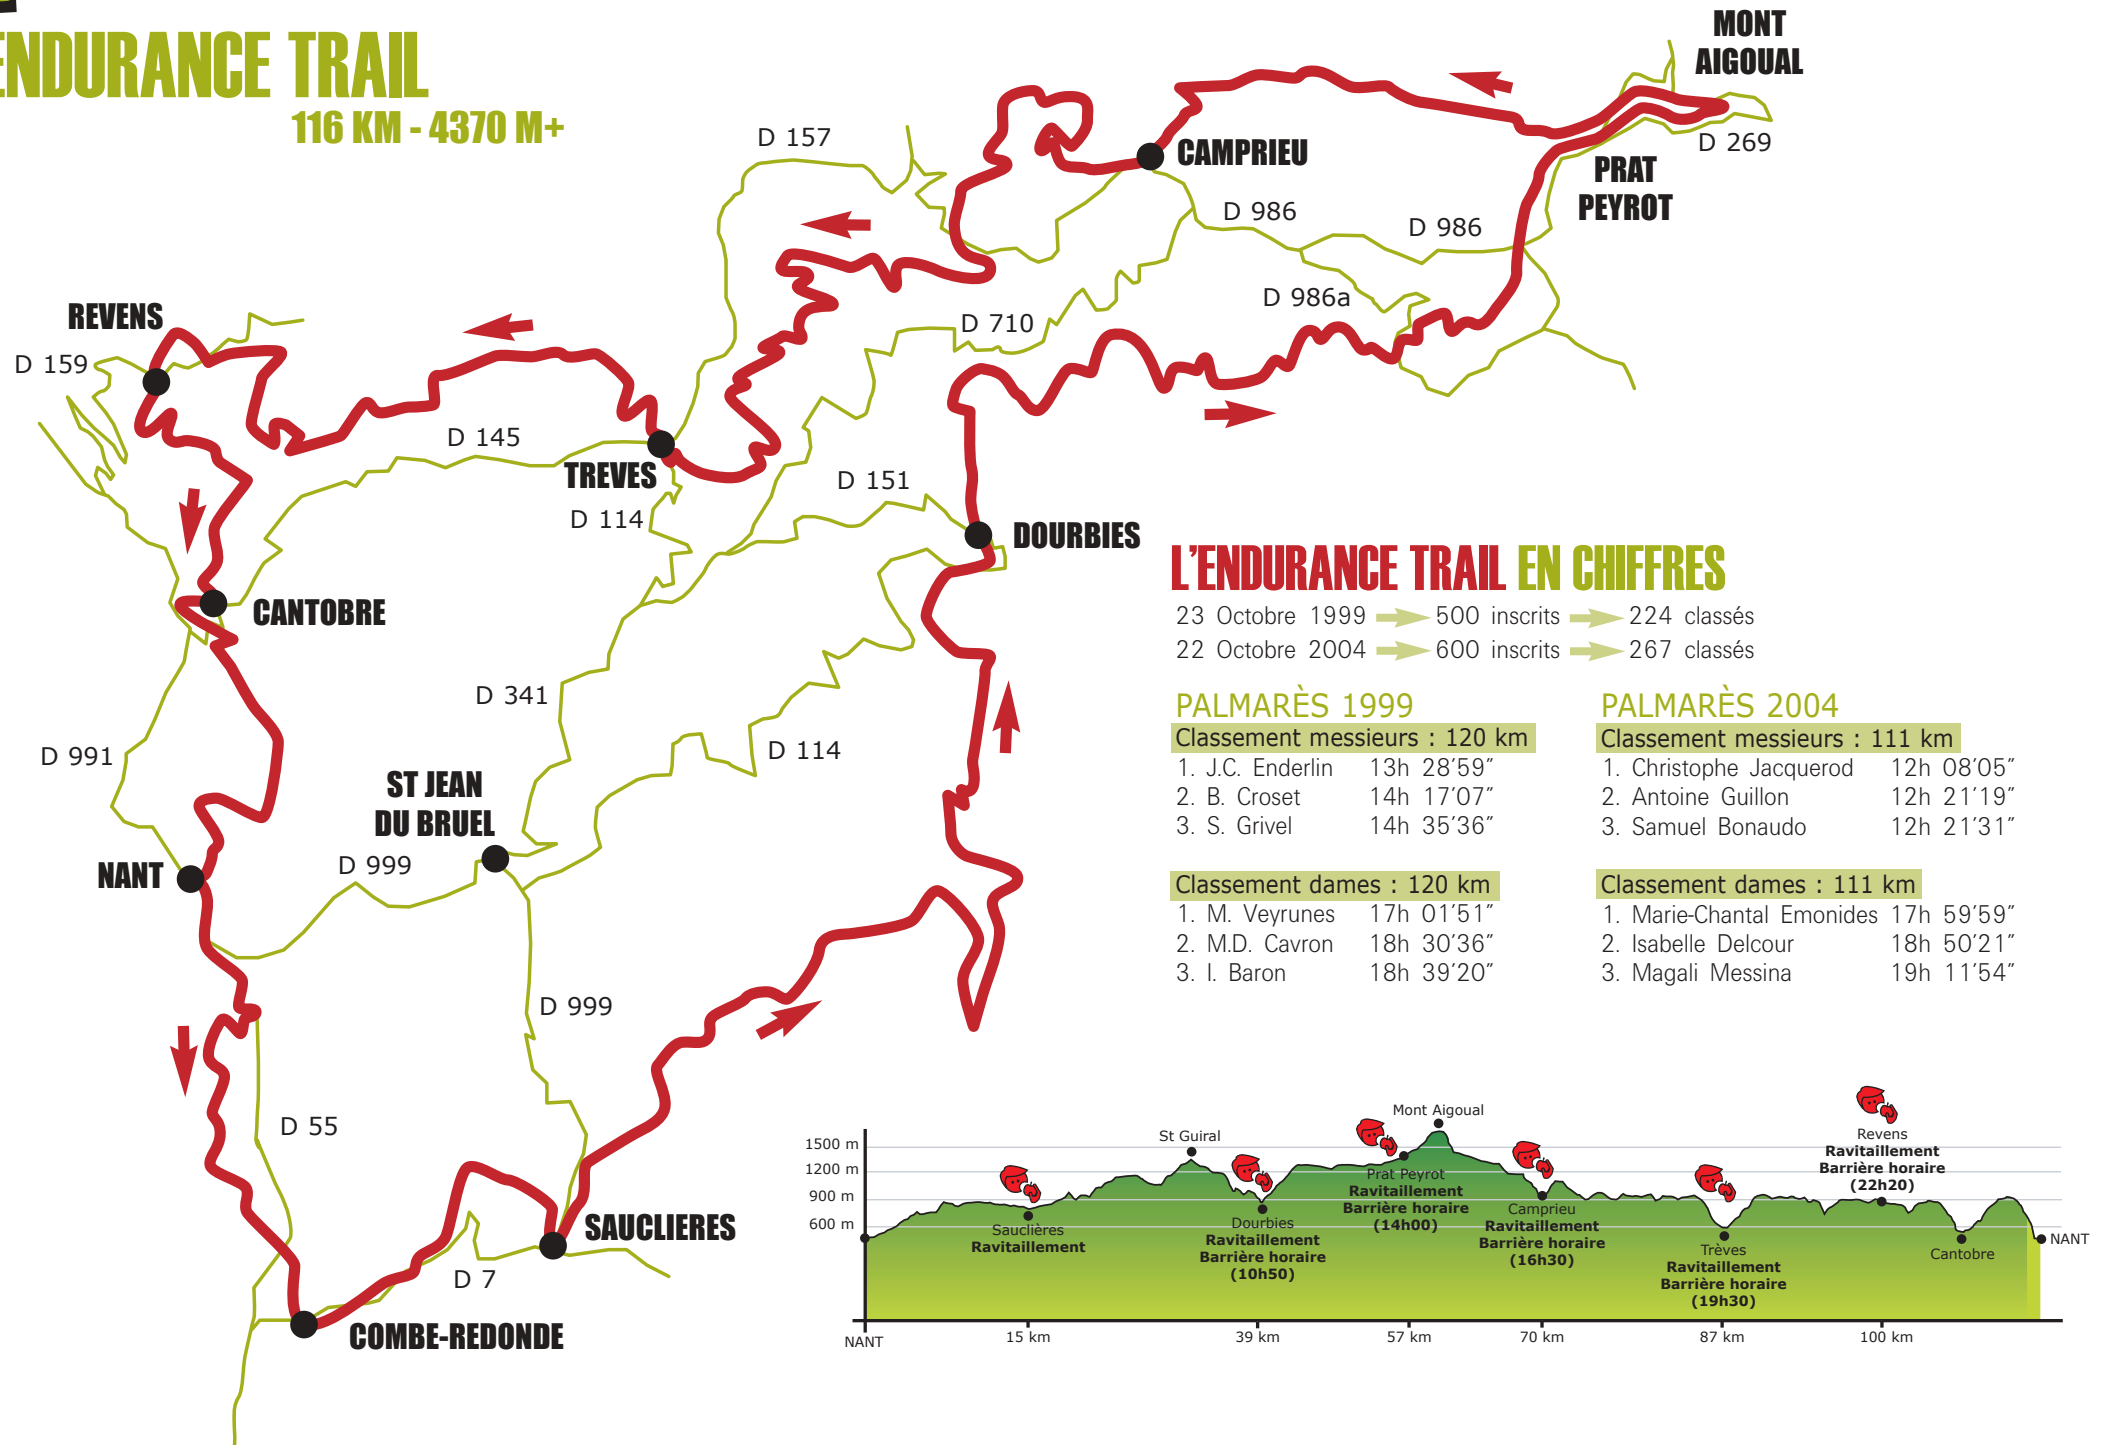 ENDURANCE TRAIL
116 KM - 4370 M+
MONT
AIGOUAL
D 269
PRAT
PEYROT
D 157
CAMPRIEU
D 986
D 986
D 986a
D 710
REVENS
D 159
D 145
TREVES
D 114
D 151
DOURBIES
CANTOBRE
D 341
D 991
D 114
ST JEAN
DU BRUEL
D 999
NANT
D 999
D 55
SAUCLIERES
D 7
COMBE-REDONDE
L'ENDURANCE TRAIL EN CHIFFRES
23 Octobre 1999 500 inscrits 224 classés
22 Octobre 2004 600 inscrits 267 classés
PALMARÈS 1999
Classement messieurs : 120 km
1. J.C. Enderlin 13h 28'59"
2. B. Croset 14h 17'07"
3. S. Grivel 14h 35'36"
Classement dames : 120 km
1. M. Veyrunes 17h 01'51"
2. M.D. Cavron 18h 30'36"
3. I. Baron 18h 39'20"
PALMARÈS 2004
Classement messieurs : 111 km
1. Christophe Jacquerod 12h 08'05"
2. Antoine Guillon 12h 21'19"
3. Samuel Bonaudo 12h 21'31"
Classement dames : 111 km
1. Marie-Chantal Emonides 17h 59'59"
2. Isabelle Delcour 18h 50'21"
3. Magali Messina 19h 11'54"
1500 m
1200 m
900 m
600 m
Sauclières
Ravitaillement
St Guiral
Dourbies
Ravitaillement
Barrière horaire
(10h50)
Mont Aigoual
Prat Peyrot
Ravitaillement
Barrière horaire
(14h00)
Camprieu
Ravitaillement
Barrière horaire
(16h30)
Trèves
Ravitaillement
Barrière horaire
(19h30)
Revens
Ravitaillement
Barrière horaire
(22h20)
Cantobre
NANT
NANT
15 km
39 km
57 km
70 km
87 km
100 km